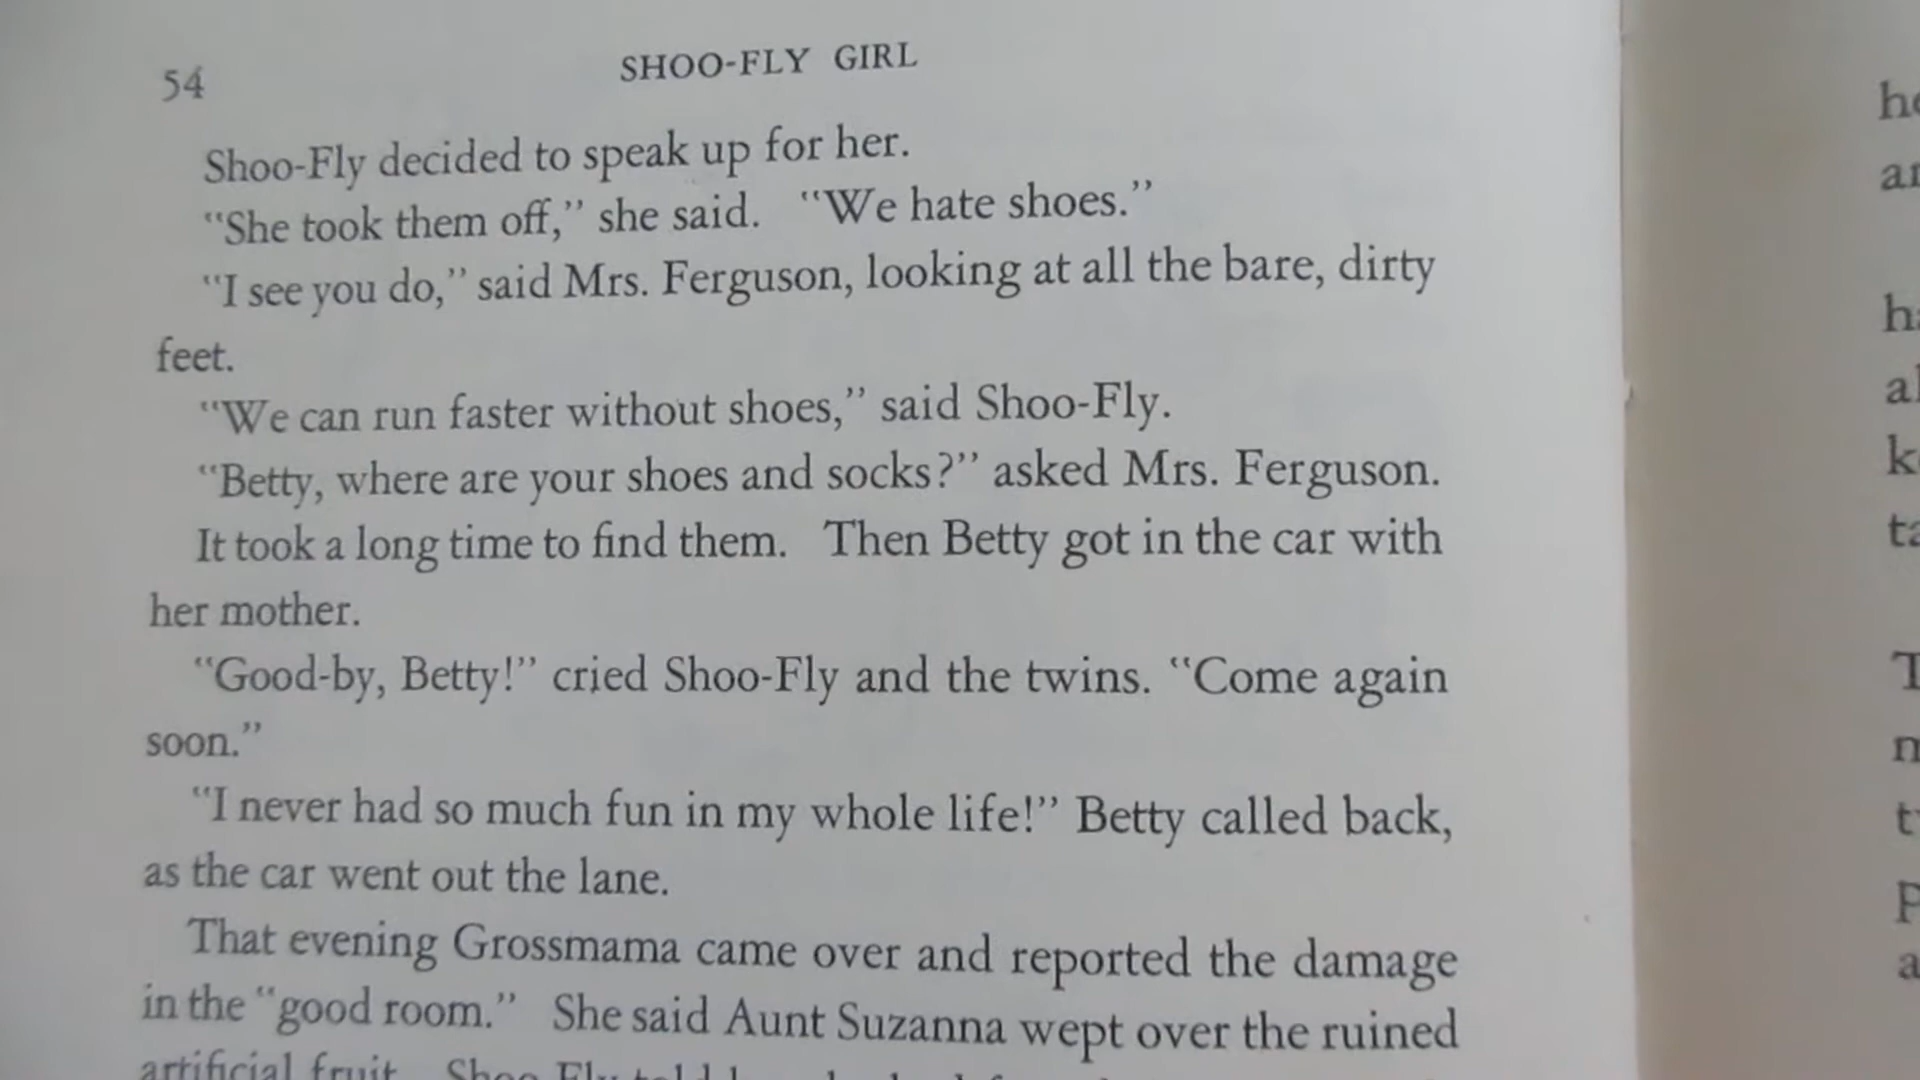 54 SHOO-FLY GIRL
Shoo-Fly decided to speak up for her.
“She took them off,” she said. “We hate shoes.”
“I see you do,” said Mrs. Ferguson, looking at all the bare, dirty
feet.
“We can run faster without shoes,” said Shoo-Fly.
“Betty, where are your shoes and socks?” asked Mrs. Ferguson.
It took a long time to find them. Then Betty got in the car with
her mother.
“Good-by, Betty!” cried Shoo-Fly and the twins. “Come again
soon.”
“I never had so much fun in my whole life!” Betty called back,
as the car went out the lane.
That evening Grossmama came over and reported the damage
in the “good room.” She said Aunt Suzanna wept over the ruined
artificial fruit. Shoo-Fly told